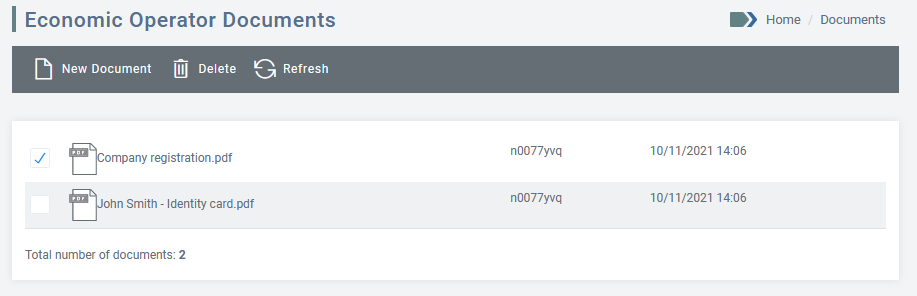 Economic Operator Documents
Home / Documents
New Document Delete Refresh
PDF Company registration.pdf n0077yvq 10/11/2021 14:06
PDF John Smith - Identity card.pdf n0077yvq 10/11/2021 14:06
Total number of documents: 2